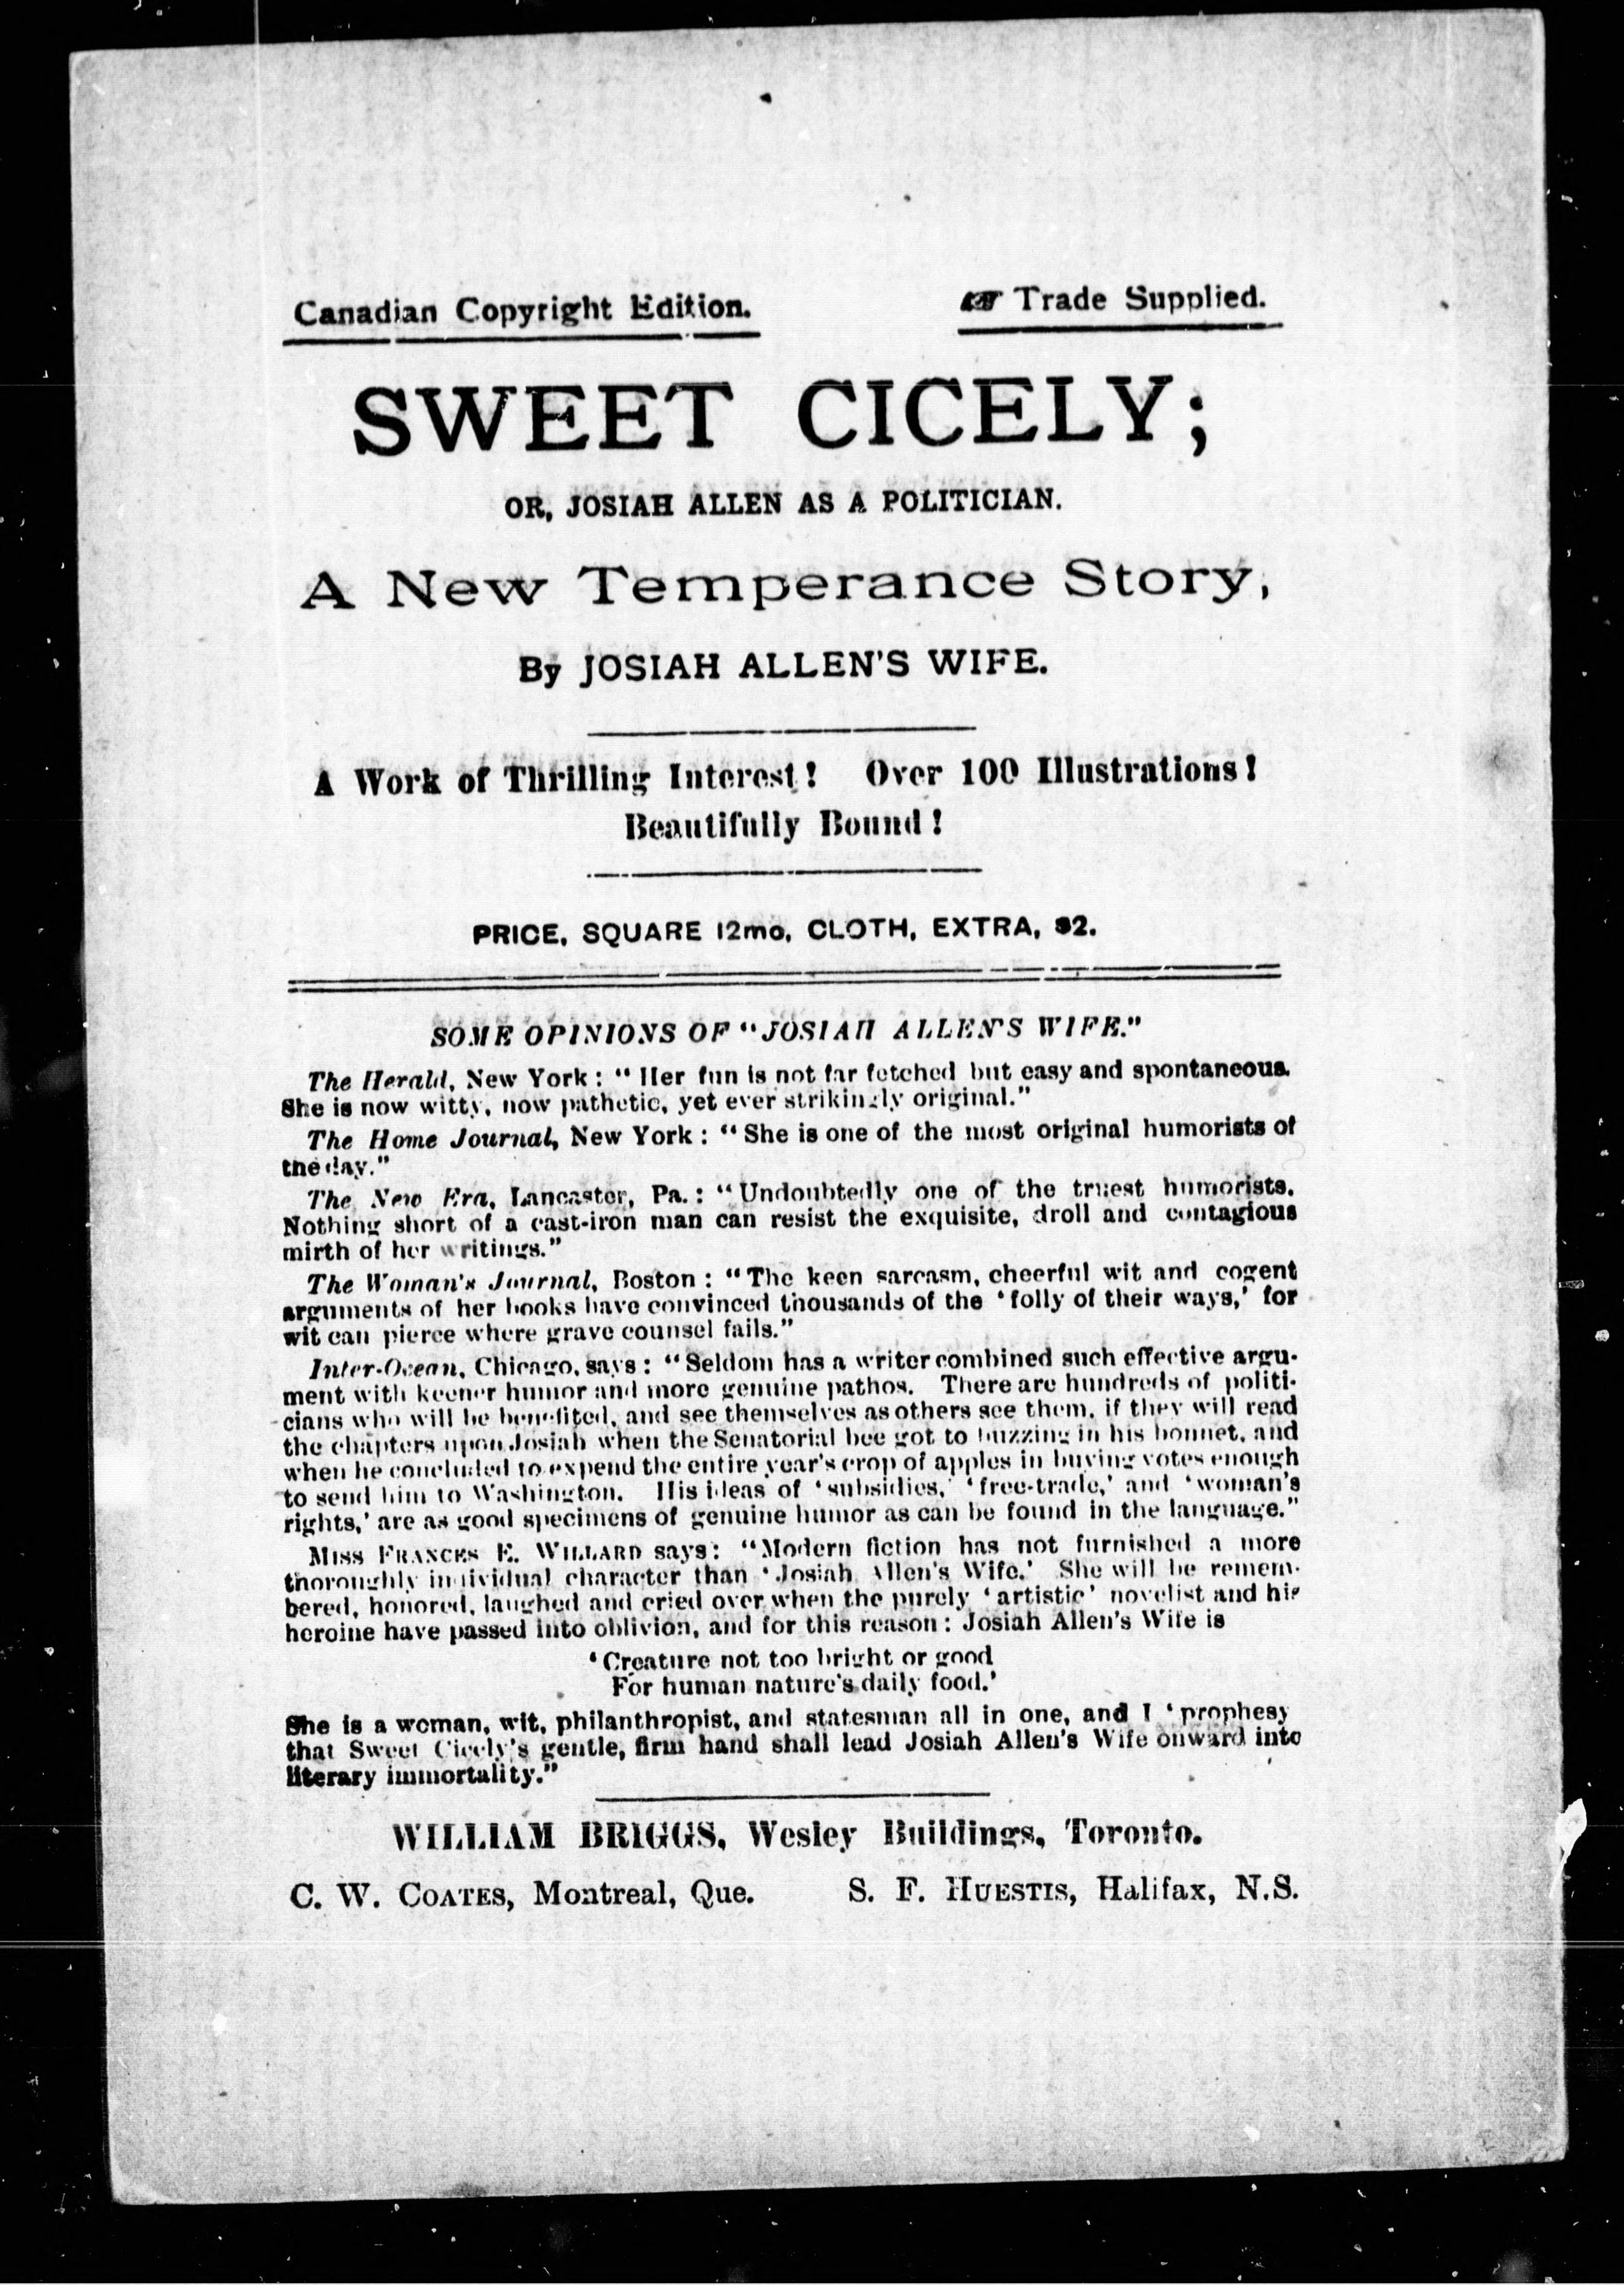 Canadian Copyright Edition. ☞ Trade Supplied.
SWEET CICELY;
OR, JOSIAH ALLEN AS A POLITICIAN.
A New Temperance Story,
By JOSIAH ALLEN'S WIFE.
A Work of Thrilling Interest! Over 100 Illustrations!
Beautifully Bound!
PRICE, SQUARE 12mo, CLOTH, EXTRA, $2.
SOME OPINIONS OF "JOSIAH ALLEN'S WIFE."
The Herald, New York: "Her fun is not far fetched but easy and spontaneous.
She is now witty, now pathetic, yet ever strikingly original."
The Home Journal, New York: "She is one of the most original humorists of
the day."
The New Era, Lancaster, Pa.: "Undoubtedly one of the truest humorists.
Nothing short of a cast-iron man can resist the exquisite, droll and contagious
mirth of her writings."
The Woman's Journal, Boston: "The keen sarcasm, cheerful wit and cogent
arguments of her books have convinced thousands of the 'folly of their ways,' for
wit can pierce where grave counsel fails."
Inter-Ocean, Chicago, says: "Seldom has a writer combined such effective argu-
ment with keener humor and more genuine pathos. There are hundreds of politi-
cians who will be benefited, and see themselves as others see them, if they will read
the chapters upon Josiah when the Senatorial bee got to buzzing in his bonnet, and
when he concluded to expend the entire year's crop of apples in buying votes enough
to send him to Washington. His ideas of 'subsidies,' 'free-trade,' and 'woman's
rights,' are as good specimens of genuine humor as can be found in the language."
MISS FRANCES E. WILLARD says: "Modern fiction has not furnished a more
thoroughly individual character than 'Josiah Allen's Wife.' She will be remem-
bered, honored, laughed and cried over when the purely 'artistic' novelist and his
heroine have passed into oblivion, and for this reason: Josiah Allen's Wife is
'Creature not too bright or good
For human nature's daily food.'
She is a woman, wit, philanthropist, and statesman all in one, and I 'prophesy
that Sweet Cicely's gentle, firm hand shall lead Josiah Allen's Wife onward into
literary immortality."
WILLIAM BRIGGS, Wesley Buildings, Toronto.
C. W. COATES, Montreal, Que. S. F. HUESTIS, Halifax, N.S.